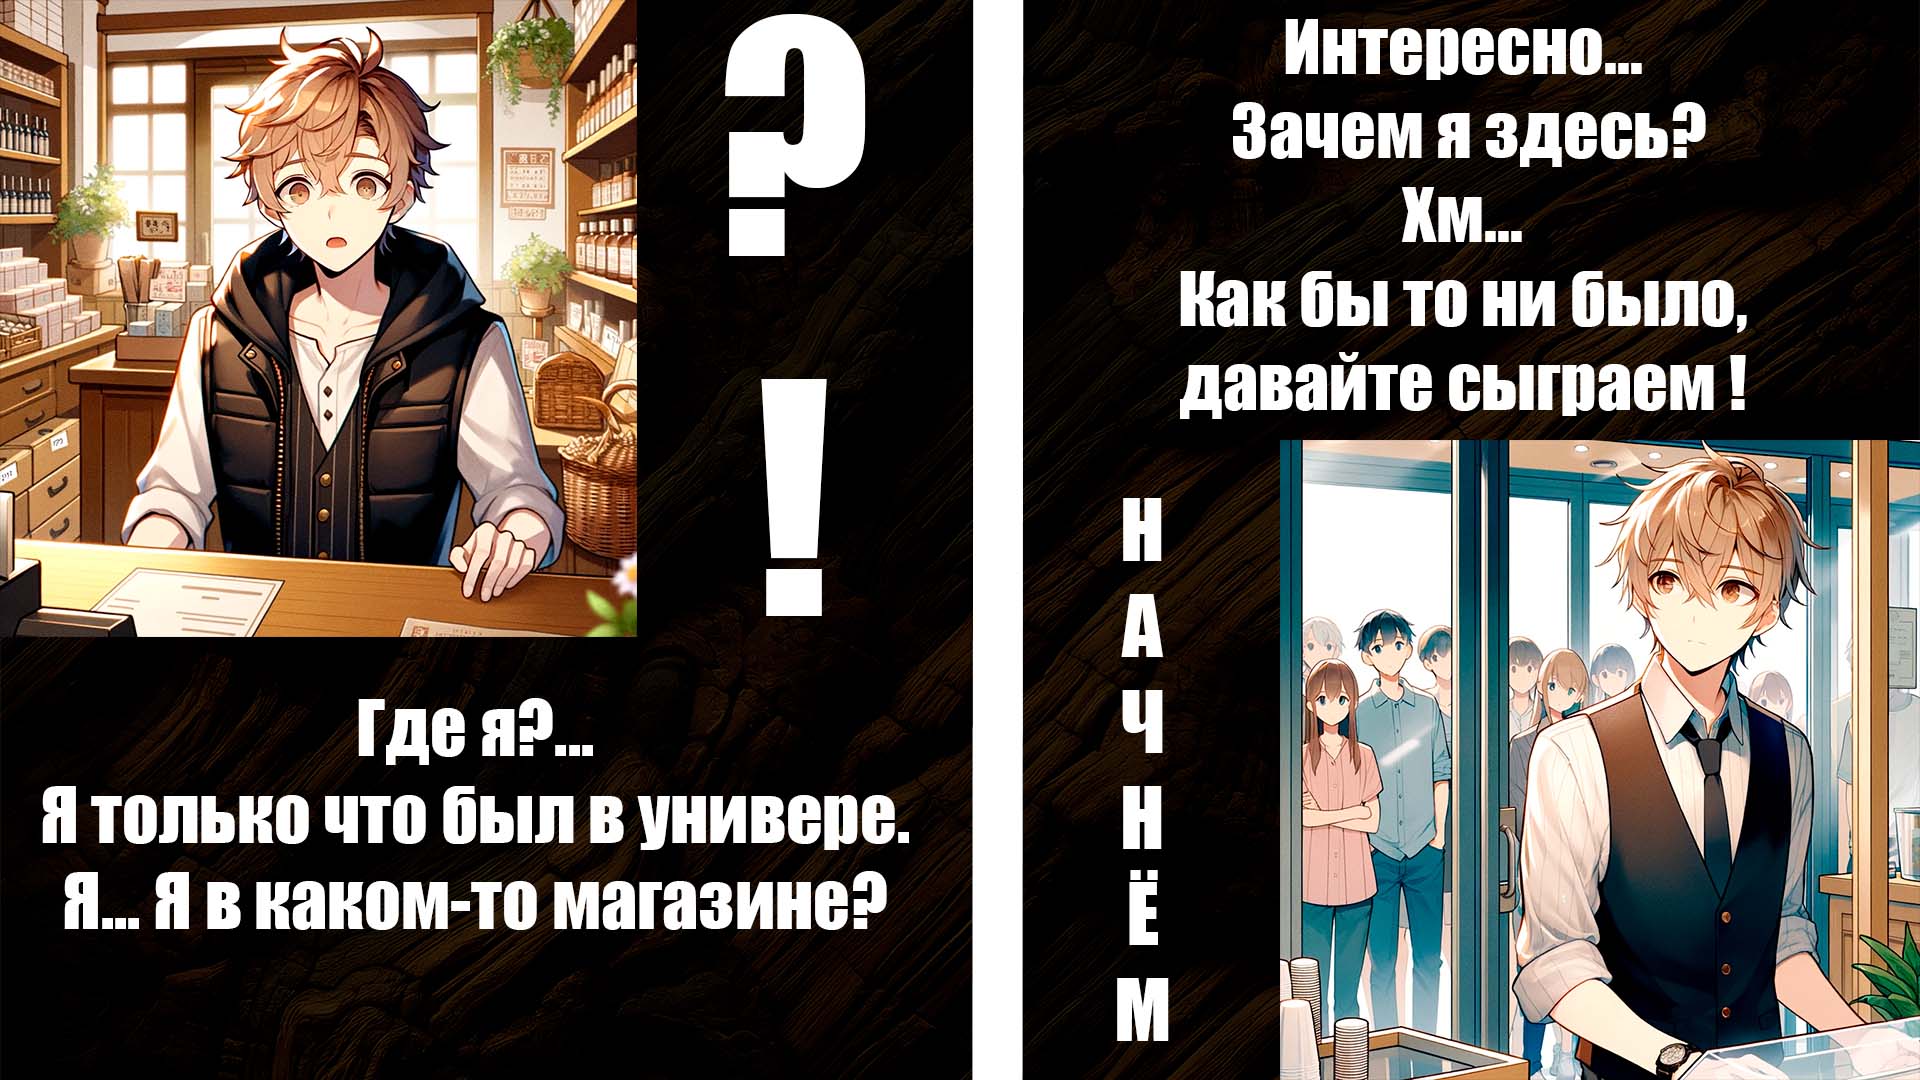 ?
!
Где я?...
Я только что был в универе.
Я... Я в каком-то магазине?
Интересно...
Зачем я здесь?
Хм...
Как бы то ни было,
давайте сыграем !
Н
А
Ч
Н
Ё
М